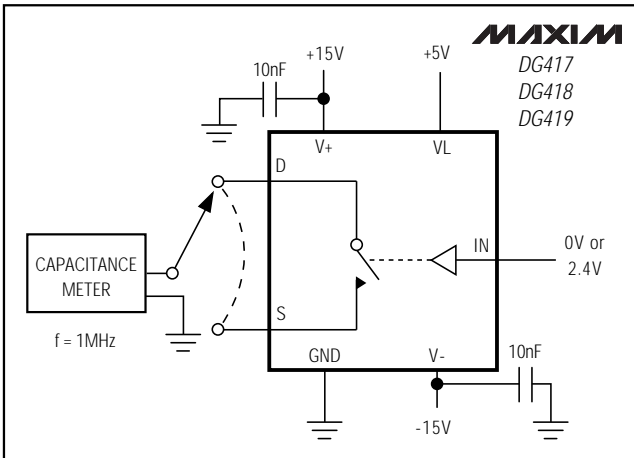 MAXIM
DG417
DG418
DG419
+15V
+5V
10nF
V+
VL
D
IN
0V or
2.4V
CAPACITANCE
METER
S
f = 1MHz
GND
V-
10nF
-15V